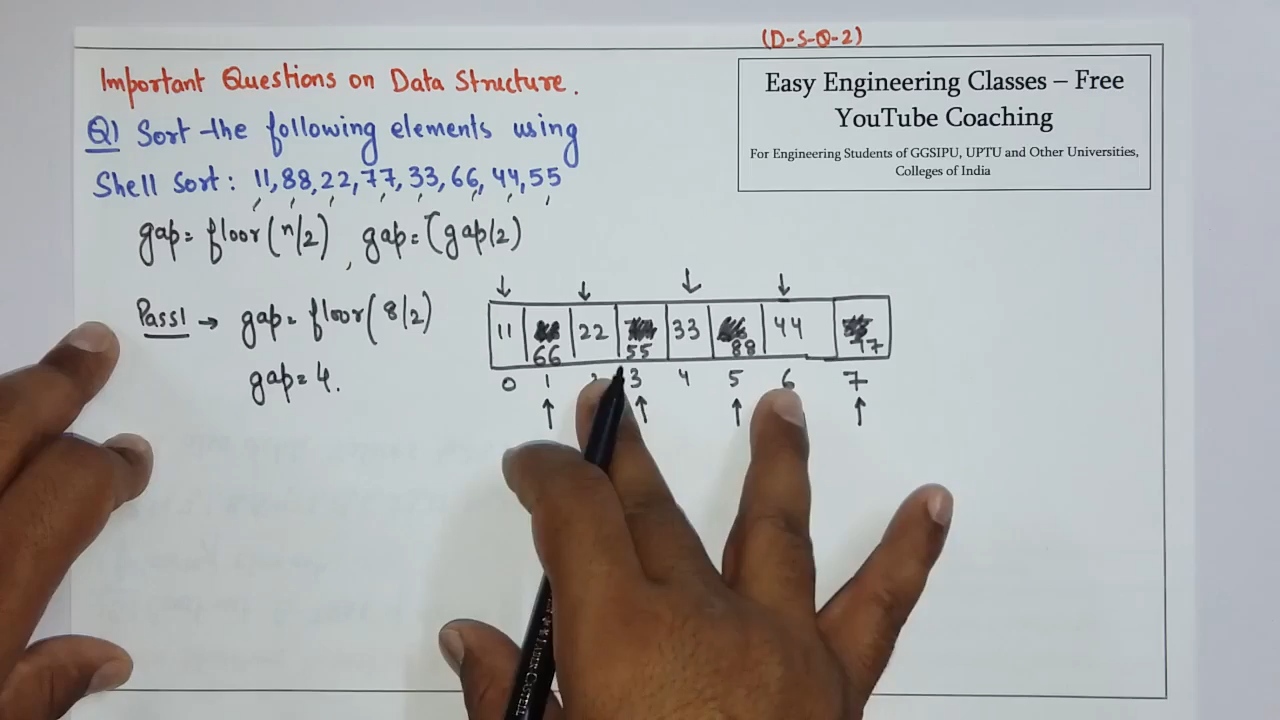 (D-S-Q-2)
Important Questions on Data Structure.
Easy Engineering Classes – Free
YouTube Coaching
For Engineering Students of GGSIPU, UPTU and Other Universities,
Colleges of India
Q1 Sort the following elements using
Shell Sort: 11, 88, 22, 77, 33, 66, 44, 55
gap = floor(n/2), gap = (gap/2)
Pass1 → gap = floor(8/2)
gap = 4.
↓ ↓ ↓ ↓
11 22 33 44
66 55 88 77
0 1 3 4 5 6 7
↑ ↑ ↑ ↑
FABER-CASTELL